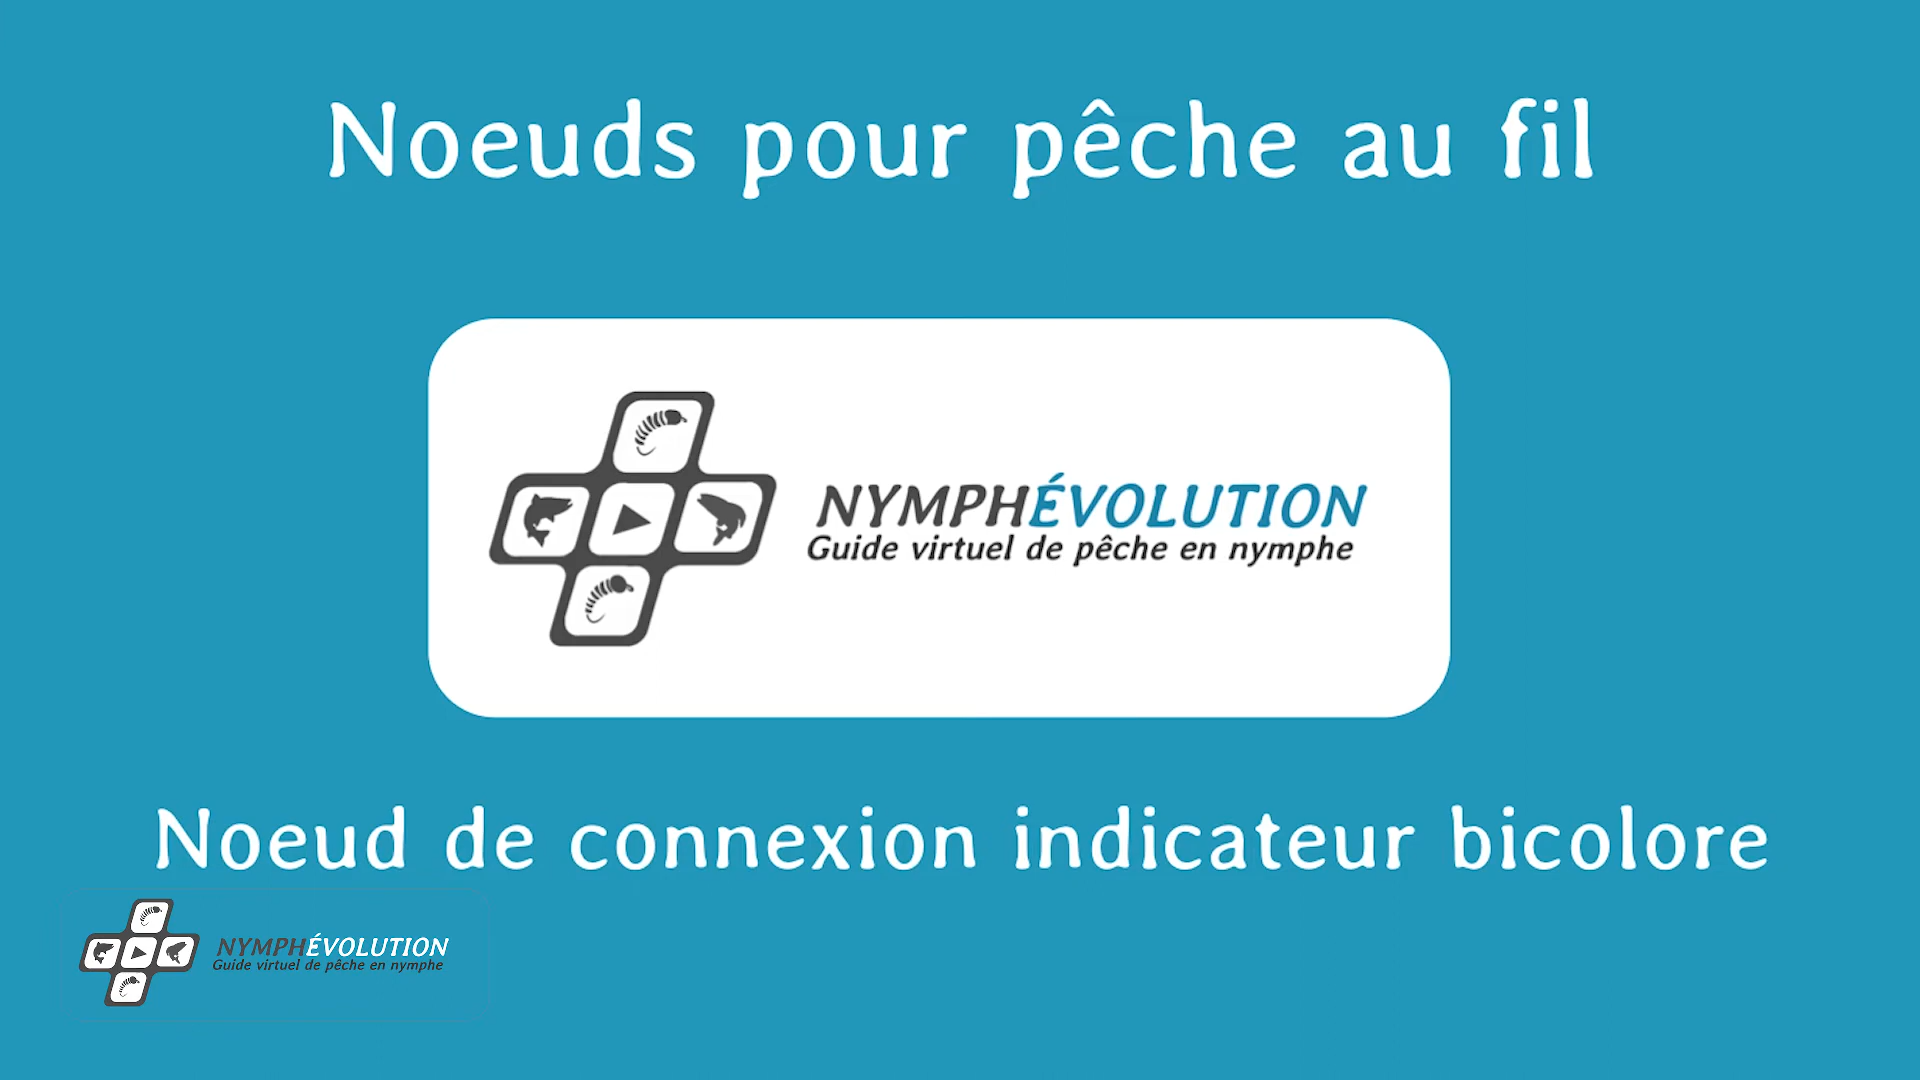 Noeuds pour pêche au fil
NYMPHÉVOLUTION
Guide virtuel de pêche en nymphe
Noeud de connexion indicateur bicolore
NYMPHÉVOLUTION
Guide virtuel de pêche en nymphe